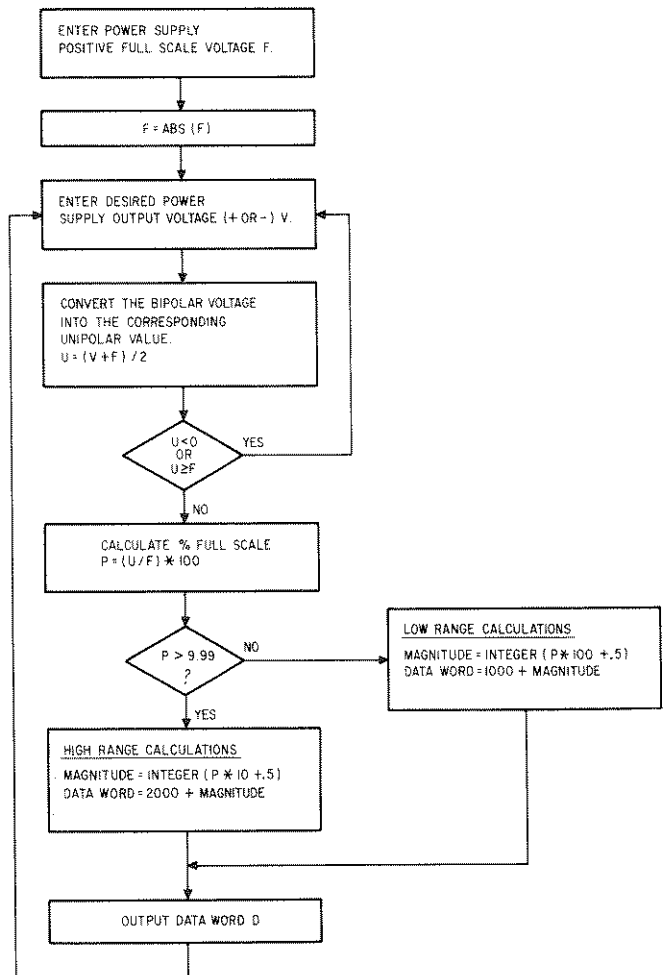 ENTER POWER SUPPLY
POSITIVE FULL SCALE VOLTAGE F.
F = ABS (F)
ENTER DESIRED POWER
SUPPLY OUTPUT VOLTAGE (+ OR -) V.
CONVERT THE BIPOLAR VOLTAGE
INTO THE CORRESPONDING
UNIPOLAR VALUE.
U = (V + F) / 2
U < 0
OR
U ≥ F
YES
NO
CALCULATE % FULL SCALE
P = (U/F) * 100
P > 9.99
?
NO
YES
LOW RANGE CALCULATIONS
MAGNITUDE = INTEGER (P * 100 + .5)
DATA WORD = 1000 + MAGNITUDE
HIGH RANGE CALCULATIONS
MAGNITUDE = INTEGER (P * 10 + .5)
DATA WORD = 2000 + MAGNITUDE
OUTPUT DATA WORD D